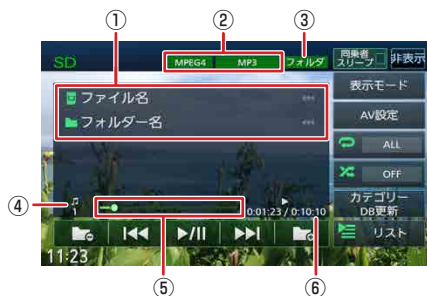 ① ② ③
SD MPEG4 MP3 フォルダ 同乗者スリープ 非表示
ファイル名
フォルダー名
表示モード
AV設定
ALL
OFF
カテゴリー
DB更新
リスト
④ 1 0:01:23 / 0:10:10
11:23
⑤ ⑥